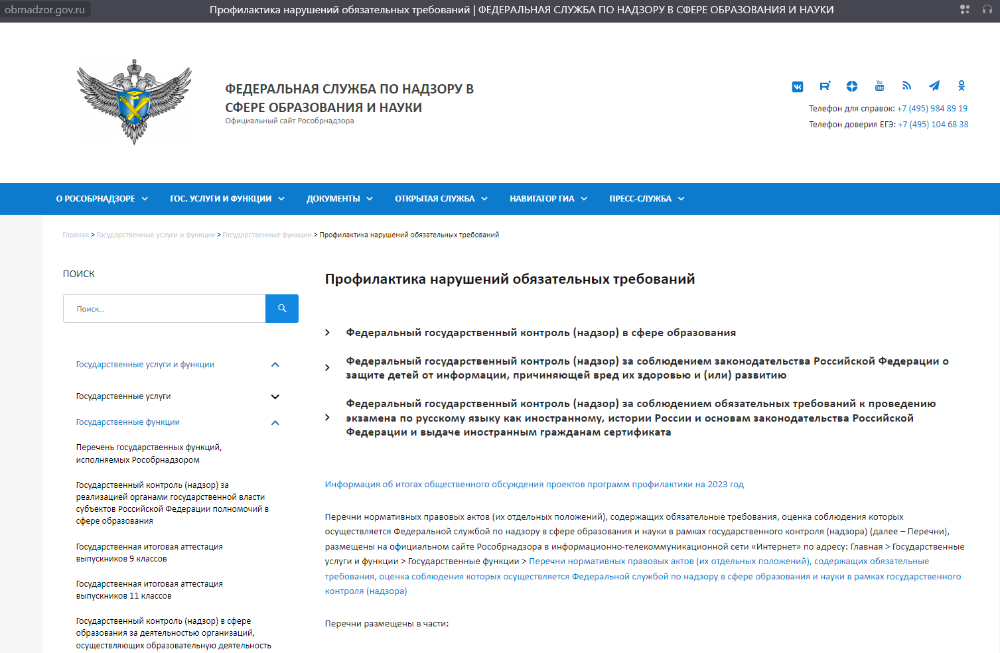 obrnadzor.gov.ru
Профилактика нарушений обязательных требований | ФЕДЕРАЛЬНАЯ СЛУЖБА ПО НАДЗОРУ В СФЕРЕ ОБРАЗОВАНИЯ И НАУКИ
ФЕДЕРАЛЬНАЯ СЛУЖБА ПО НАДЗОРУ В
СФЕРЕ ОБРАЗОВАНИЯ И НАУКИ
Официальный сайт Рособрнадзора
You
Tube
Телефон для справок: +7 (495) 984 89 19
Телефон доверия ЕГЭ: +7 (495) 104 68 38
О РОСОБРНАДЗОРЕ ГОС. УСЛУГИ И ФУНКЦИИ ДОКУМЕНТЫ ОТКРЫТАЯ СЛУЖБА НАВИГАТОР ГИА ПРЕСС-СЛУЖБА
Главная > Государственные услуги и функции > Государственные функции > Профилактика нарушений обязательных требований
ПОИСК
Поиск...
Государственные услуги и функции
Государственные услуги
Государственные функции
Перечень государственных функций,
исполняемых Рособрнадзором
Государственный контроль (надзор) за
реализацией органами государственной власти
субъектов Российской Федерации полномочий в
сфере образования
Государственная итоговая аттестация
выпускников 9 классов
Государственная итоговая аттестация
выпускников 11 классов
Государственный контроль (надзор) в сфере
образования за деятельностью организаций,
осуществляющих образовательную деятельность
Профилактика нарушений обязательных требований
Федеральный государственный контроль (надзор) в сфере образования
Федеральный государственный контроль (надзор) за соблюдением законодательства Российской Федерации о
защите детей от информации, причиняющей вред их здоровью и (или) развитию
Федеральный государственный контроль (надзор) за соблюдением обязательных требований к проведению
экзамена по русскому языку как иностранному, истории России и основам законодательства Российской
Федерации и выдаче иностранным гражданам сертификата
Информация об итогах общественного обсуждения проектов программ профилактики на 2023 год
Перечни нормативных правовых актов (их отдельных положений), содержащих обязательные требования, оценка соблюдения которых
осуществляется Федеральной службой по надзору в сфере образования и науки в рамках государственного контроля (надзора) (далее – Перечни),
размещены на официальном сайте Рособрнадзора в информационно-телекоммуникационной сети «Интернет» по адресу: Главная > Государственные
услуги и функции > Государственные функции > Перечни нормативных правовых актов (их отдельных положений), содержащих обязательные
требования, оценка соблюдения которых осуществляется Федеральной службой по надзору в сфере образования и науки в рамках государственного
контроля (надзора)
Перечни размещены в части: